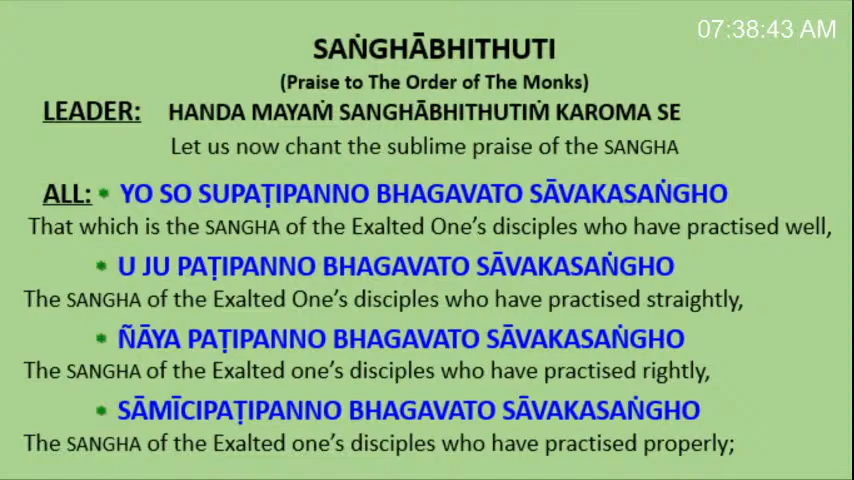 07:38:43 AM
SAṄGHĀBHITHUTI
(Praise to The Order of The Monks)
LEADER: HANDA MAYAṀ SANGHĀBHITHUTIṀ KAROMA SE
Let us now chant the sublime praise of the SANGHA
ALL: • YO SO SUPAṬIPANNO BHAGAVATO SĀVAKASAṄGHO
That which is the SANGHA of the Exalted One’s disciples who have practised well,
• U JU PAṬIPANNO BHAGAVATO SĀVAKASAṄGHO
The SANGHA of the Exalted One’s disciples who have practised straightly,
• ÑĀYA PAṬIPANNO BHAGAVATO SĀVAKASAṄGHO
The SANGHA of the Exalted one’s disciples who have practised rightly,
• SĀMĪCIPAṬIPANNO BHAGAVATO SĀVAKASAṄGHO
The SANGHA of the Exalted one’s disciples who have practised properly;